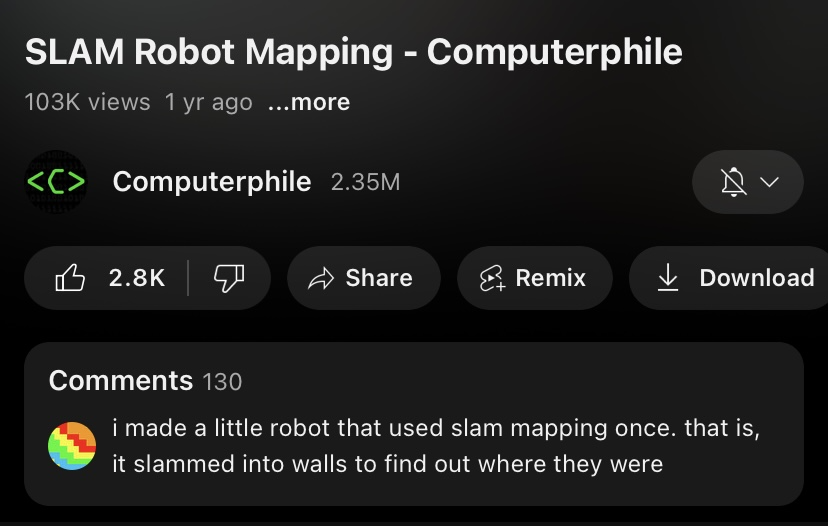 SLAM Robot Mapping - Computerphile
103K views 1 yr ago ...more
<C> Computerphile 2.35M
2.8K Share Remix Download
Comments 130
i made a little robot that used slam mapping once. that is,
it slammed into walls to find out where they were